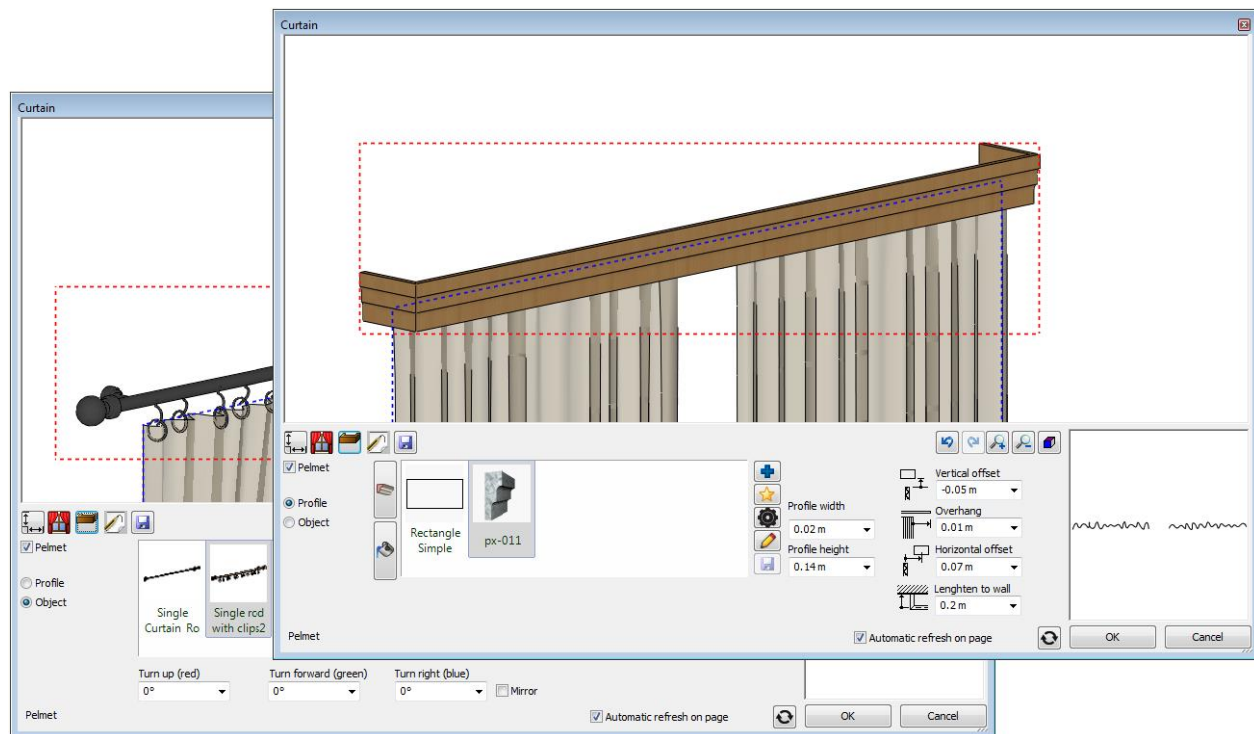 Curtain
Pelmet
Profile
Object
Rectangle
Simple
px-011
Profile width
0.02 m
Profile height
0.14 m
Vertical offset
-0.05 m
Overhang
0.01 m
Horizontal offset
0.07 m
Lenghten to wall
0.2 m
Pelmet
Automatic refresh on page
OK
Cancel
Curtain
Pelmet
Profile
Object
Single
Curtain Ro
Single rod
with clips2
Turn up (red)
0°
Turn forward (green)
0°
Turn right (blue)
0°
Mirror
Pelmet
Automatic refresh on page
OK
Cancel